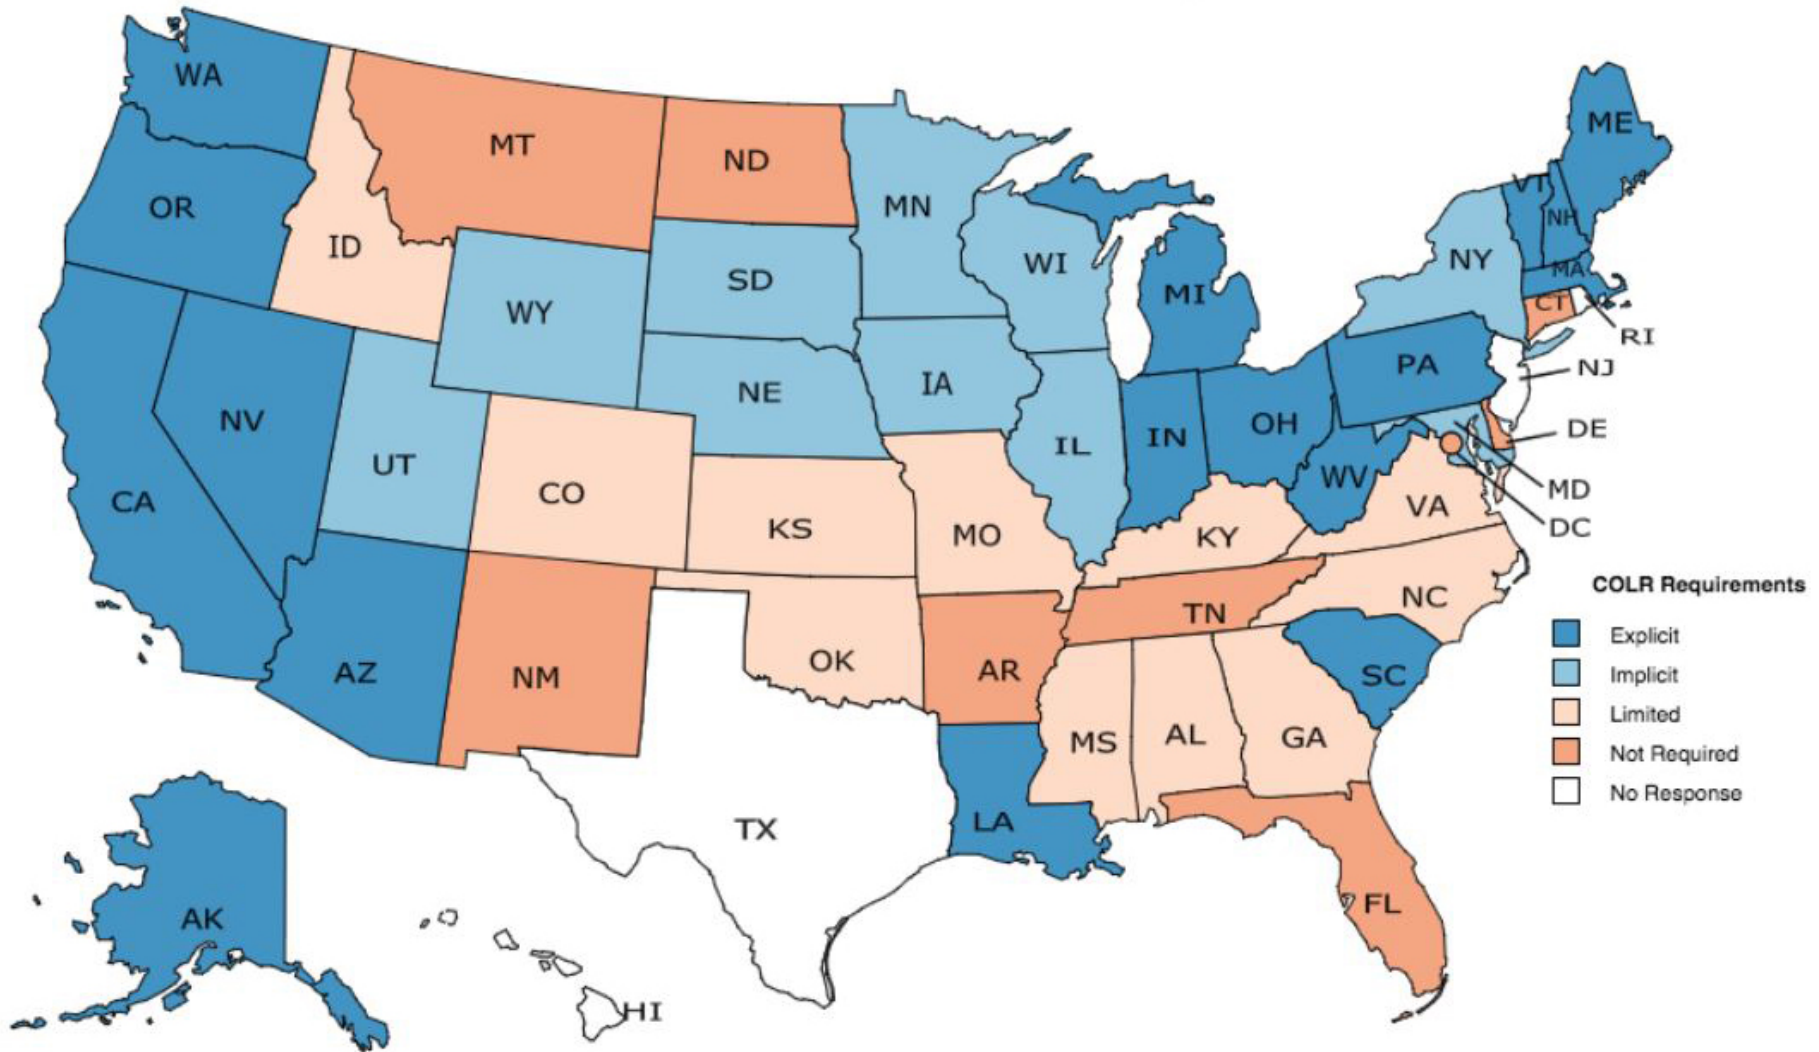 WA
MT
ND
ME
OR
ID
MN
VT
NH
WI
NY
MA
SD
MI
CT
WY
RI
PA
NJ
NE
IA
NV
OH
DE
IN
IL
UT
WV
MD
CA
CO
VA
DC
KS
MO
KY
NC
TN
COLR Requirements
Explicit
Implicit
Limited
Not Required
No Response
AZ
NM
OK
AR
SC
MS
AL
GA
TX
LA
FL
AK
HI